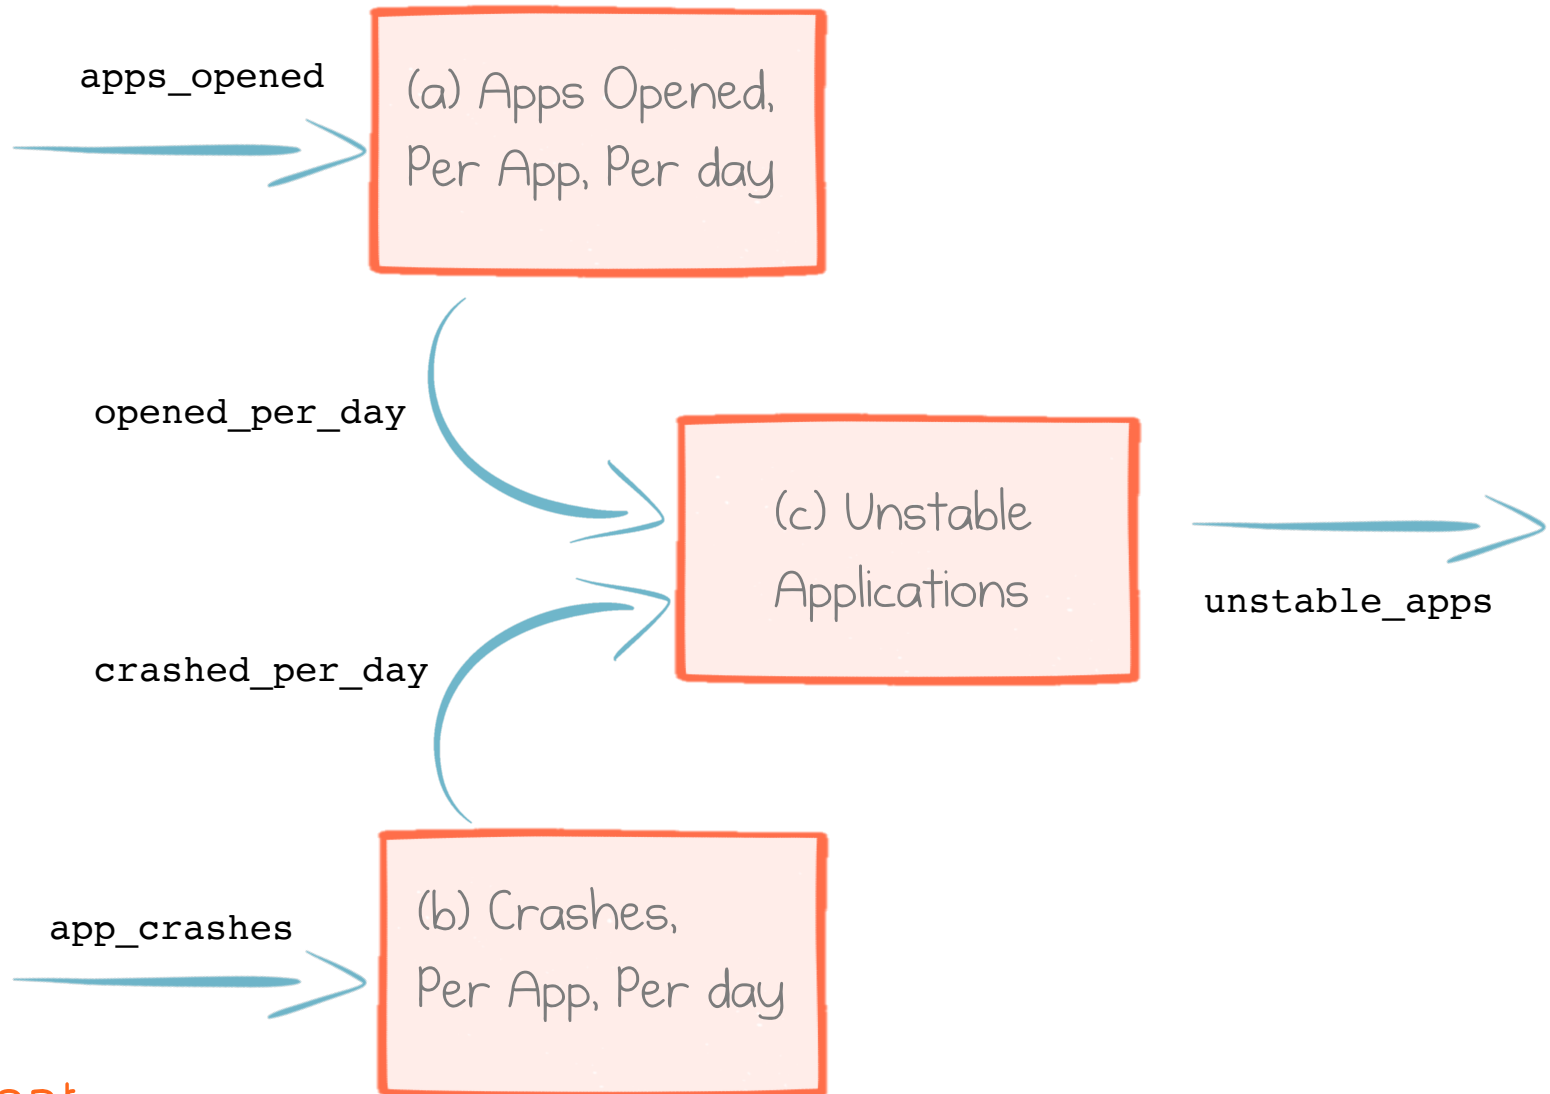 apps_opened
(a) Apps Opened,
Per App, Per day
opened_per_day
(c) Unstable
Applications
unstable_apps
crashed_per_day
app_crashes
(b) Crashes,
Per App, Per day